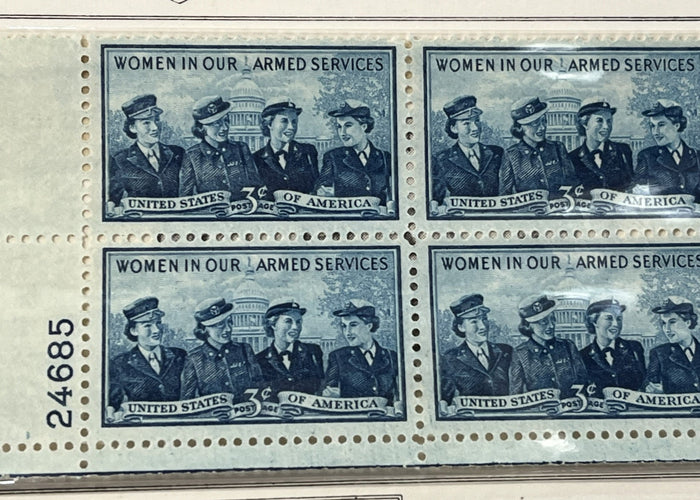 WOMEN IN OUR ARMED SERVICES
UNITED STATES 3¢ OF AMERICA
POSTAGE
WOMEN IN OUR ARMED SERVICES
UNITED STATES 3¢ OF AMERICA
POSTAGE
WOMEN IN OUR ARMED SERVICES
UNITED STATES 3¢ OF AMERICA
POSTAGE
WOMEN IN OUR ARMED SERVICES
UNITED STATES 3¢ OF AMERICA
POSTAGE
24685